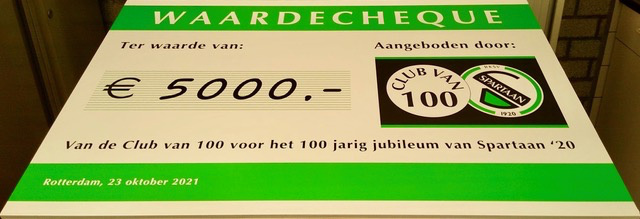 WAARDECHEQUE
Ter waarde van:
Aangeboden door:
€ 5000,-
CLUB VAN
100
SPARTAAN
1920
Van de Club van 100 voor het 100 jarig jubileum van Spartaan ‘20
Rotterdam, 23 oktober 2021